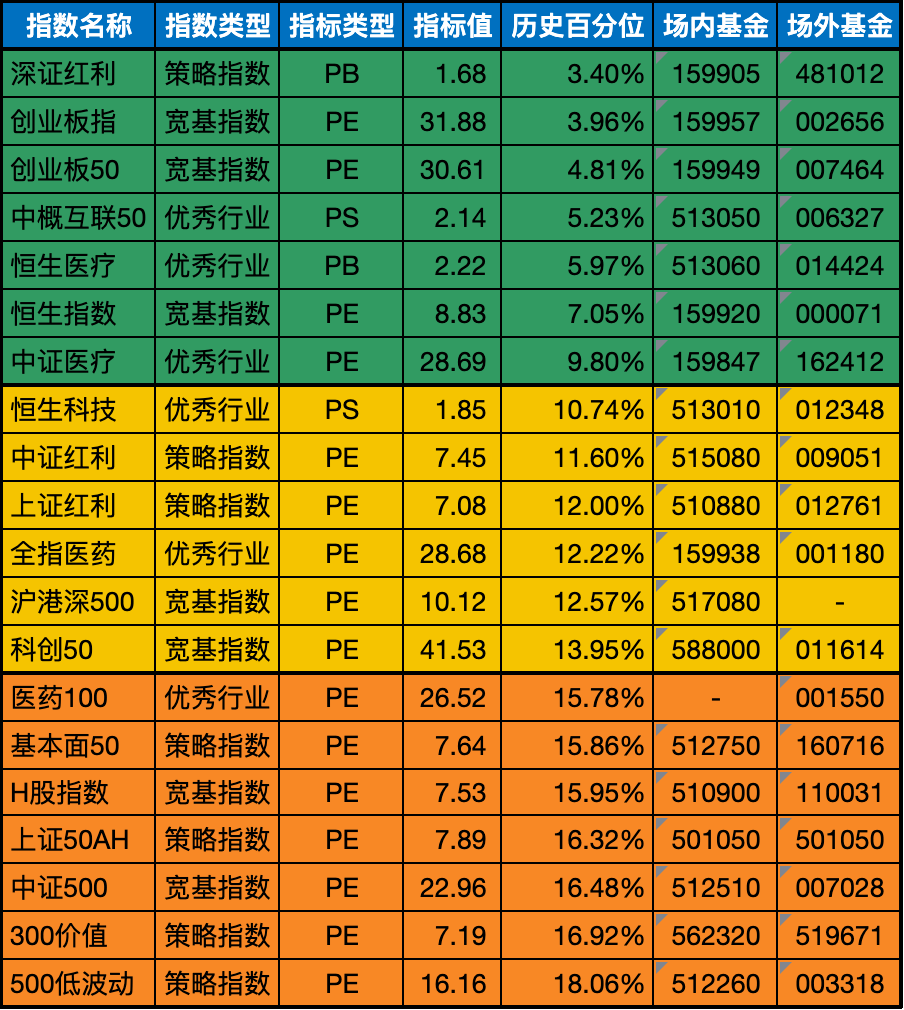 指数名称 指数类型 指标类型 指标值 历史百分位 场内基金 场外基金
深证红利 策略指数 PB 1.68 3.40% 159905 481012
创业板指 宽基指数 PE 31.88 3.96% 159957 002656
创业板50 宽基指数 PE 30.61 4.81% 159949 007464
中概互联50 优秀行业 PS 2.14 5.23% 513050 006327
恒生医疗 优秀行业 PB 2.22 5.97% 513060 014424
恒生指数 宽基指数 PE 8.83 7.05% 159920 000071
中证医疗 优秀行业 PE 28.69 9.80% 159847 162412
恒生科技 优秀行业 PS 1.85 10.74% 513010 012348
中证红利 策略指数 PE 7.45 11.60% 515080 009051
上证红利 策略指数 PE 7.08 12.00% 510880 012761
全指医药 优秀行业 PE 28.68 12.22% 159938 001180
沪港深500 宽基指数 PE 10.12 12.57% 517080 -
科创50 宽基指数 PE 41.53 13.95% 588000 011614
医药100 优秀行业 PE 26.52 15.78% - 001550
基本面50 策略指数 PE 7.64 15.86% 512750 160716
H股指数 宽基指数 PE 7.53 15.95% 510900 110031
上证50AH 策略指数 PE 7.89 16.32% 501050 501050
中证500 宽基指数 PE 22.96 16.48% 512510 007028
300价值 策略指数 PE 7.19 16.92% 562320 519671
500低波动 策略指数 PE 16.16 18.06% 512260 003318